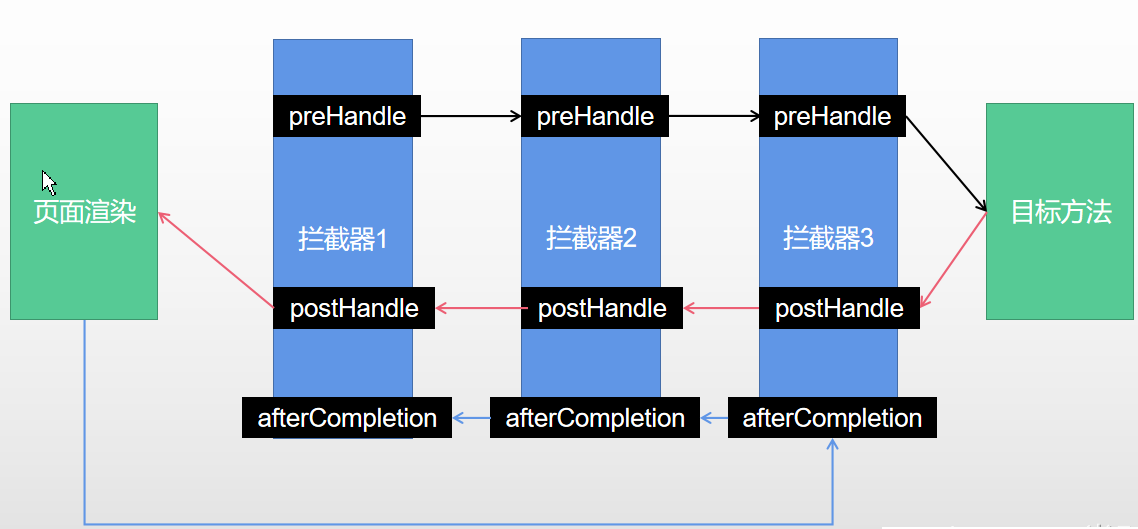 preHandle
preHandle
preHandle
页面渲染
拦截器1
拦截器2
拦截器3
目标方法
postHandle
postHandle
postHandle
afterCompletion
afterCompletion
afterCompletion